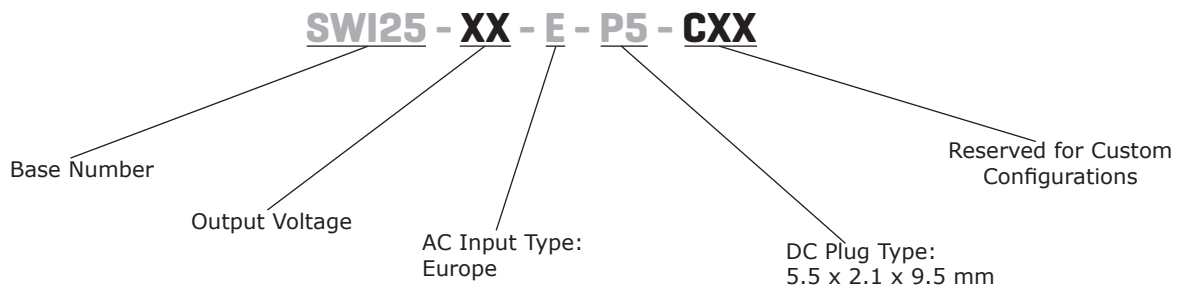 SWI25 - XX - E - P5 - CXX
Base Number
Output Voltage
AC Input Type:
Europe
DC Plug Type:
5.5 x 2.1 x 9.5 mm
Reserved for Custom
Configurations